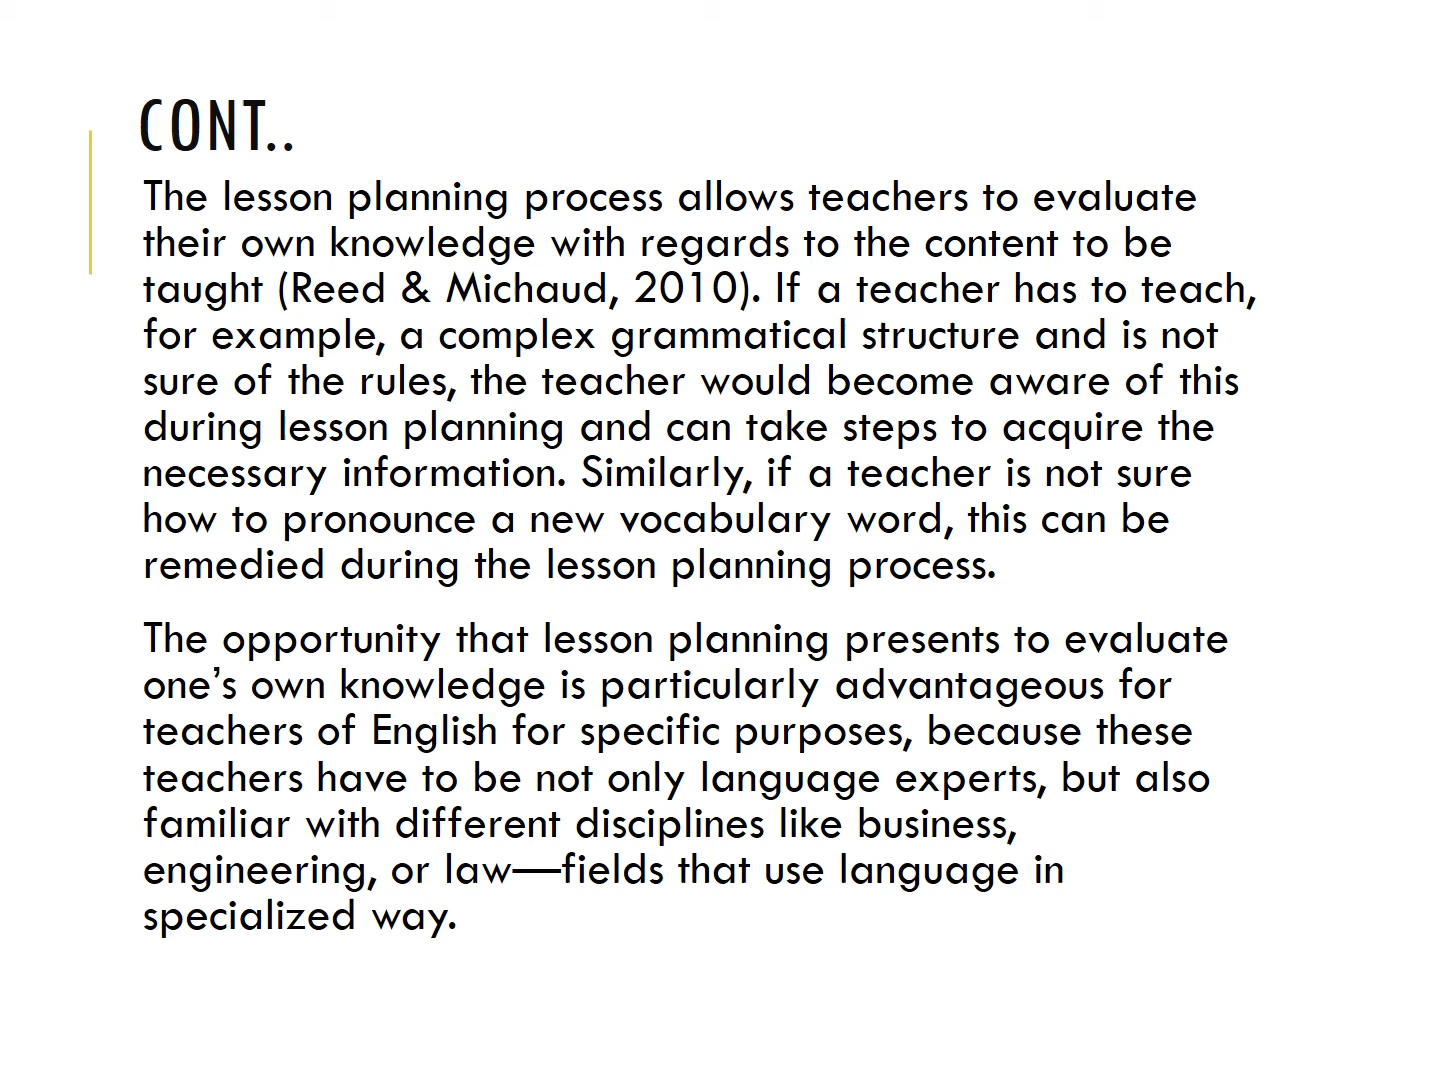 CONT..
The lesson planning process allows teachers to evaluate
their own knowledge with regards to the content to be
taught (Reed & Michaud, 2010). If a teacher has to teach,
for example, a complex grammatical structure and is not
sure of the rules, the teacher would become aware of this
during lesson planning and can take steps to acquire the
necessary information. Similarly, if a teacher is not sure
how to pronounce a new vocabulary word, this can be
remedied during the lesson planning process.
The opportunity that lesson planning presents to evaluate
one’s own knowledge is particularly advantageous for
teachers of English for specific purposes, because these
teachers have to be not only language experts, but also
familiar with different disciplines like business,
engineering, or law—fields that use language in
specialized way.